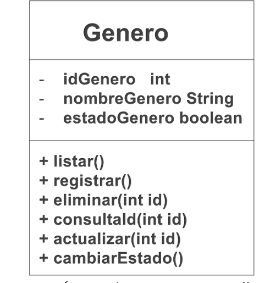 Genero
- idGenero int
- nombreGenero String
- estadoGenero boolean
+ listar()
+ registrar()
+ eliminar(int id)
+ consultaId(int id)
+ actualizar(int id)
+ cambiarEstado()